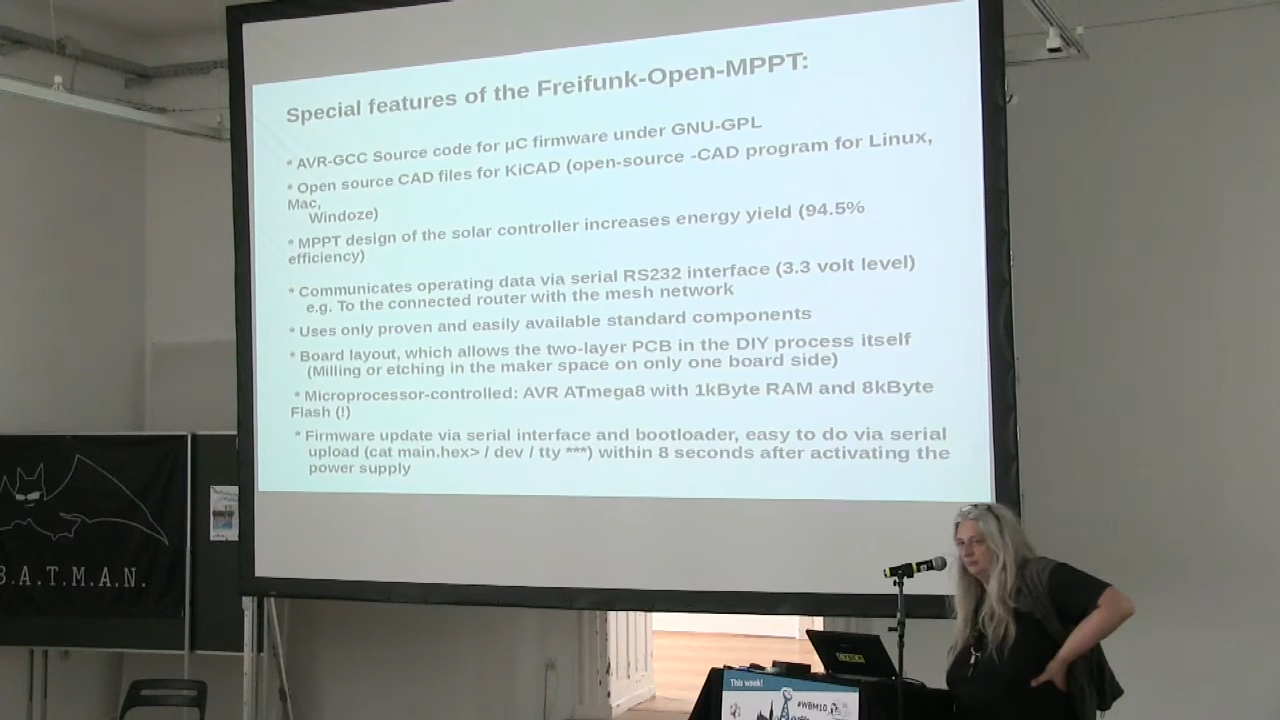 Special features of the Freifunk-Open-MPPT:
* AVR-GCC Source code for µC firmware under GNU-GPL
* Open source CAD files for KiCAD (open-source -CAD program for Linux,
Mac,
Windoze)
* MPPT design of the solar controller increases energy yield (94.5%
efficiency)
* Communicates operating data via serial RS232 interface (3.3 volt level)
e.g. To the connected router with the mesh network
* Uses only proven and easily available standard components
* Board layout, which allows the two-layer PCB in the DIY process itself
(Milling or etching in the maker space on only one board side)
* Microprocessor-controlled: AVR ATmega8 with 1kByte RAM and 8kByte
Flash (!)
* Firmware update via serial interface and bootloader, easy to do via serial
upload (cat main.hex> / dev / tty ***) within 8 seconds after activating the
power supply
B.A.T.M.A.N.
This week!
#WBM10